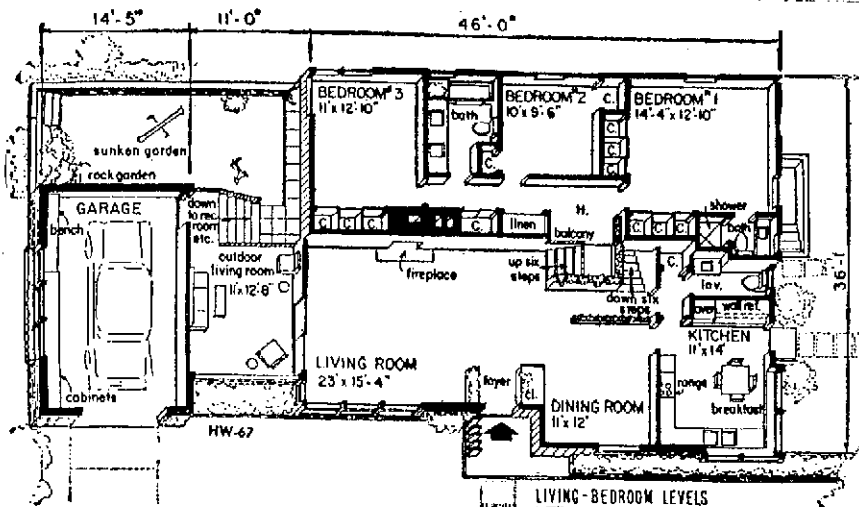 14'-5"
11'-0"
46'-0"
BEDROOM #3
11' x 12'-10"
bath
BEDROOM #2
10' x 9'-6"
C.
BEDROOM #1
14'-4" x 12'-10"
C.
C.
C.
C.
sunken garden
rock garden
GARAGE
bench
down
to rec.
room
etc.
C.
C.
C.
C.
linen
H.
balcony
C.
C.
C.
shower
bath
outdoor
living room
11' x 12'-8"
fireplace
up six
steps
down six
steps
C.
lav.
oven
wall ref.
36'-1"
KITCHEN
11' x 14'
LIVING ROOM
23' x 15'-4"
foyer
cl.
DINING ROOM
11' x 12'
range
breakfast
cabinets
HW-67
LIVING-BEDROOM LEVELS